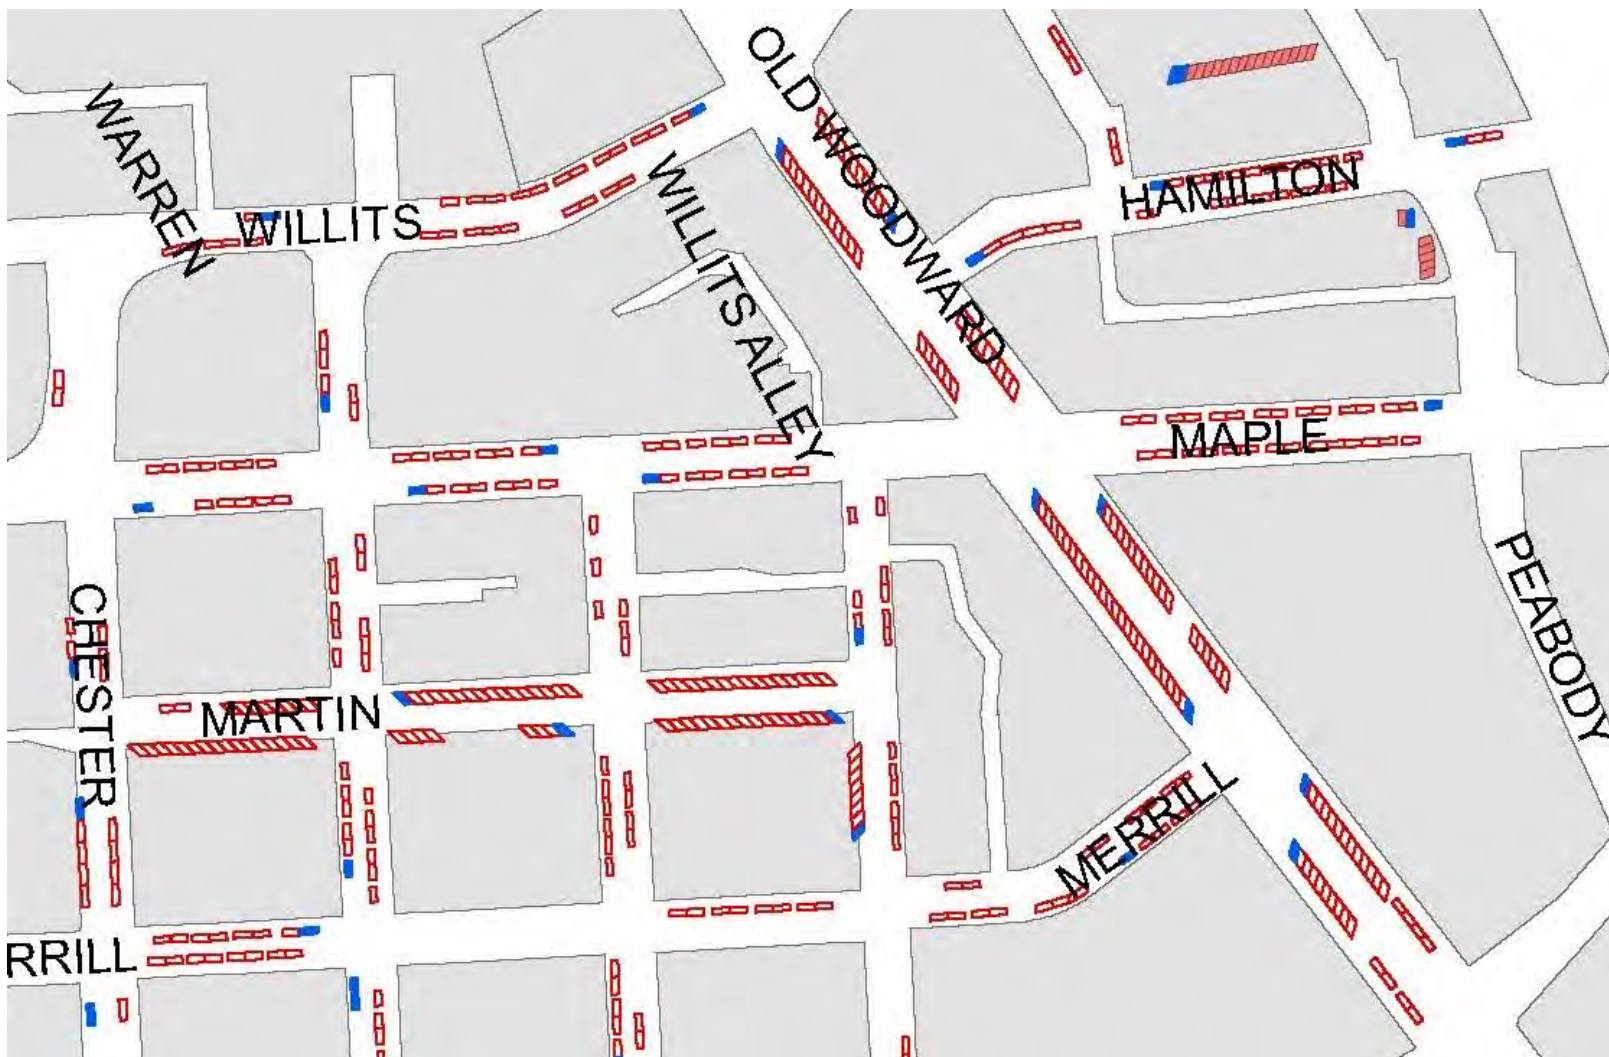 OLD WOODWARD
WARREN
WILLITS
WILLITS ALLEY
HAMILTON
MAPLE
PEABODY
CHESTER
MARTIN
MERRILL
RRILL